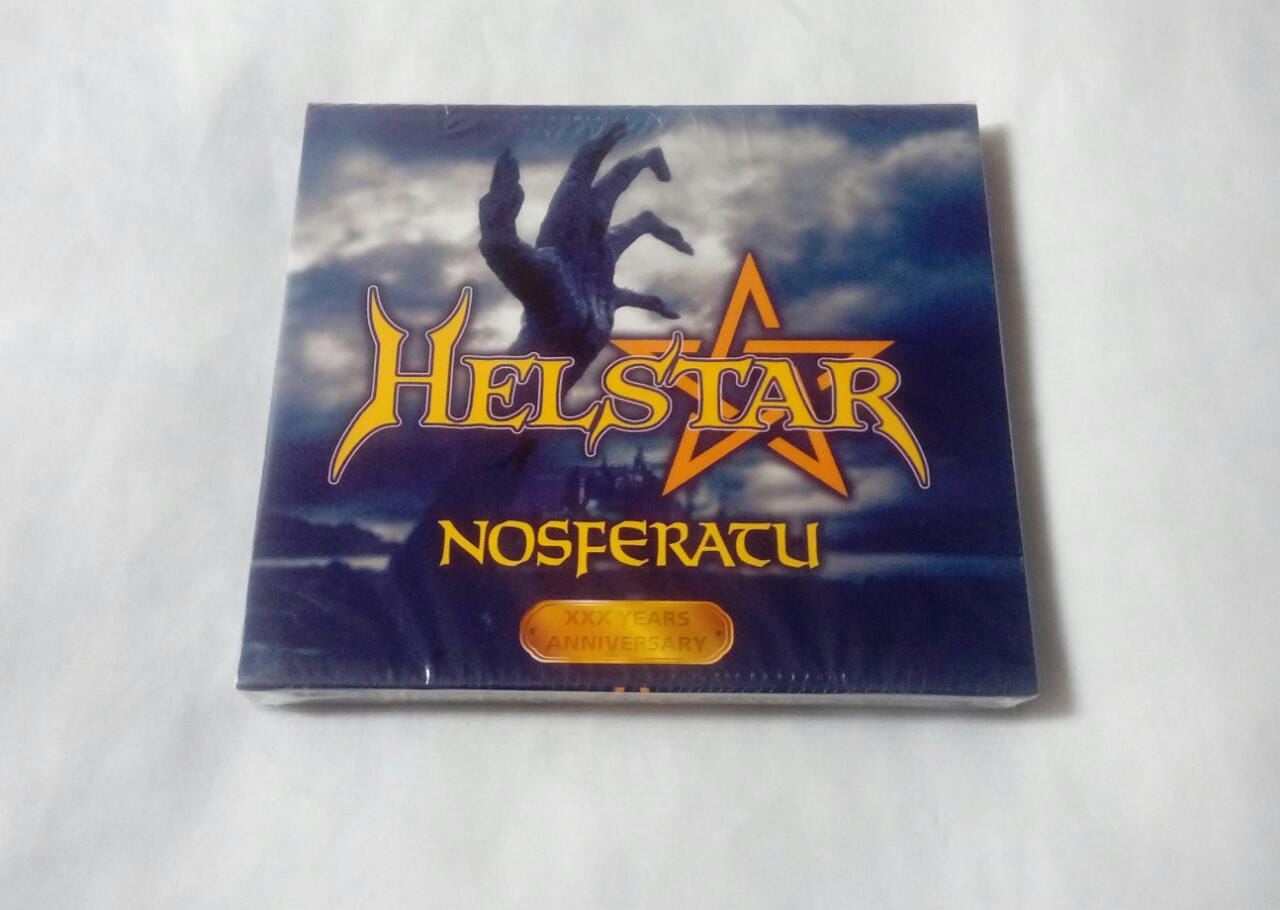 HELSTAR
NOSFERATU
XXX YEARS
ANNIVERSARY